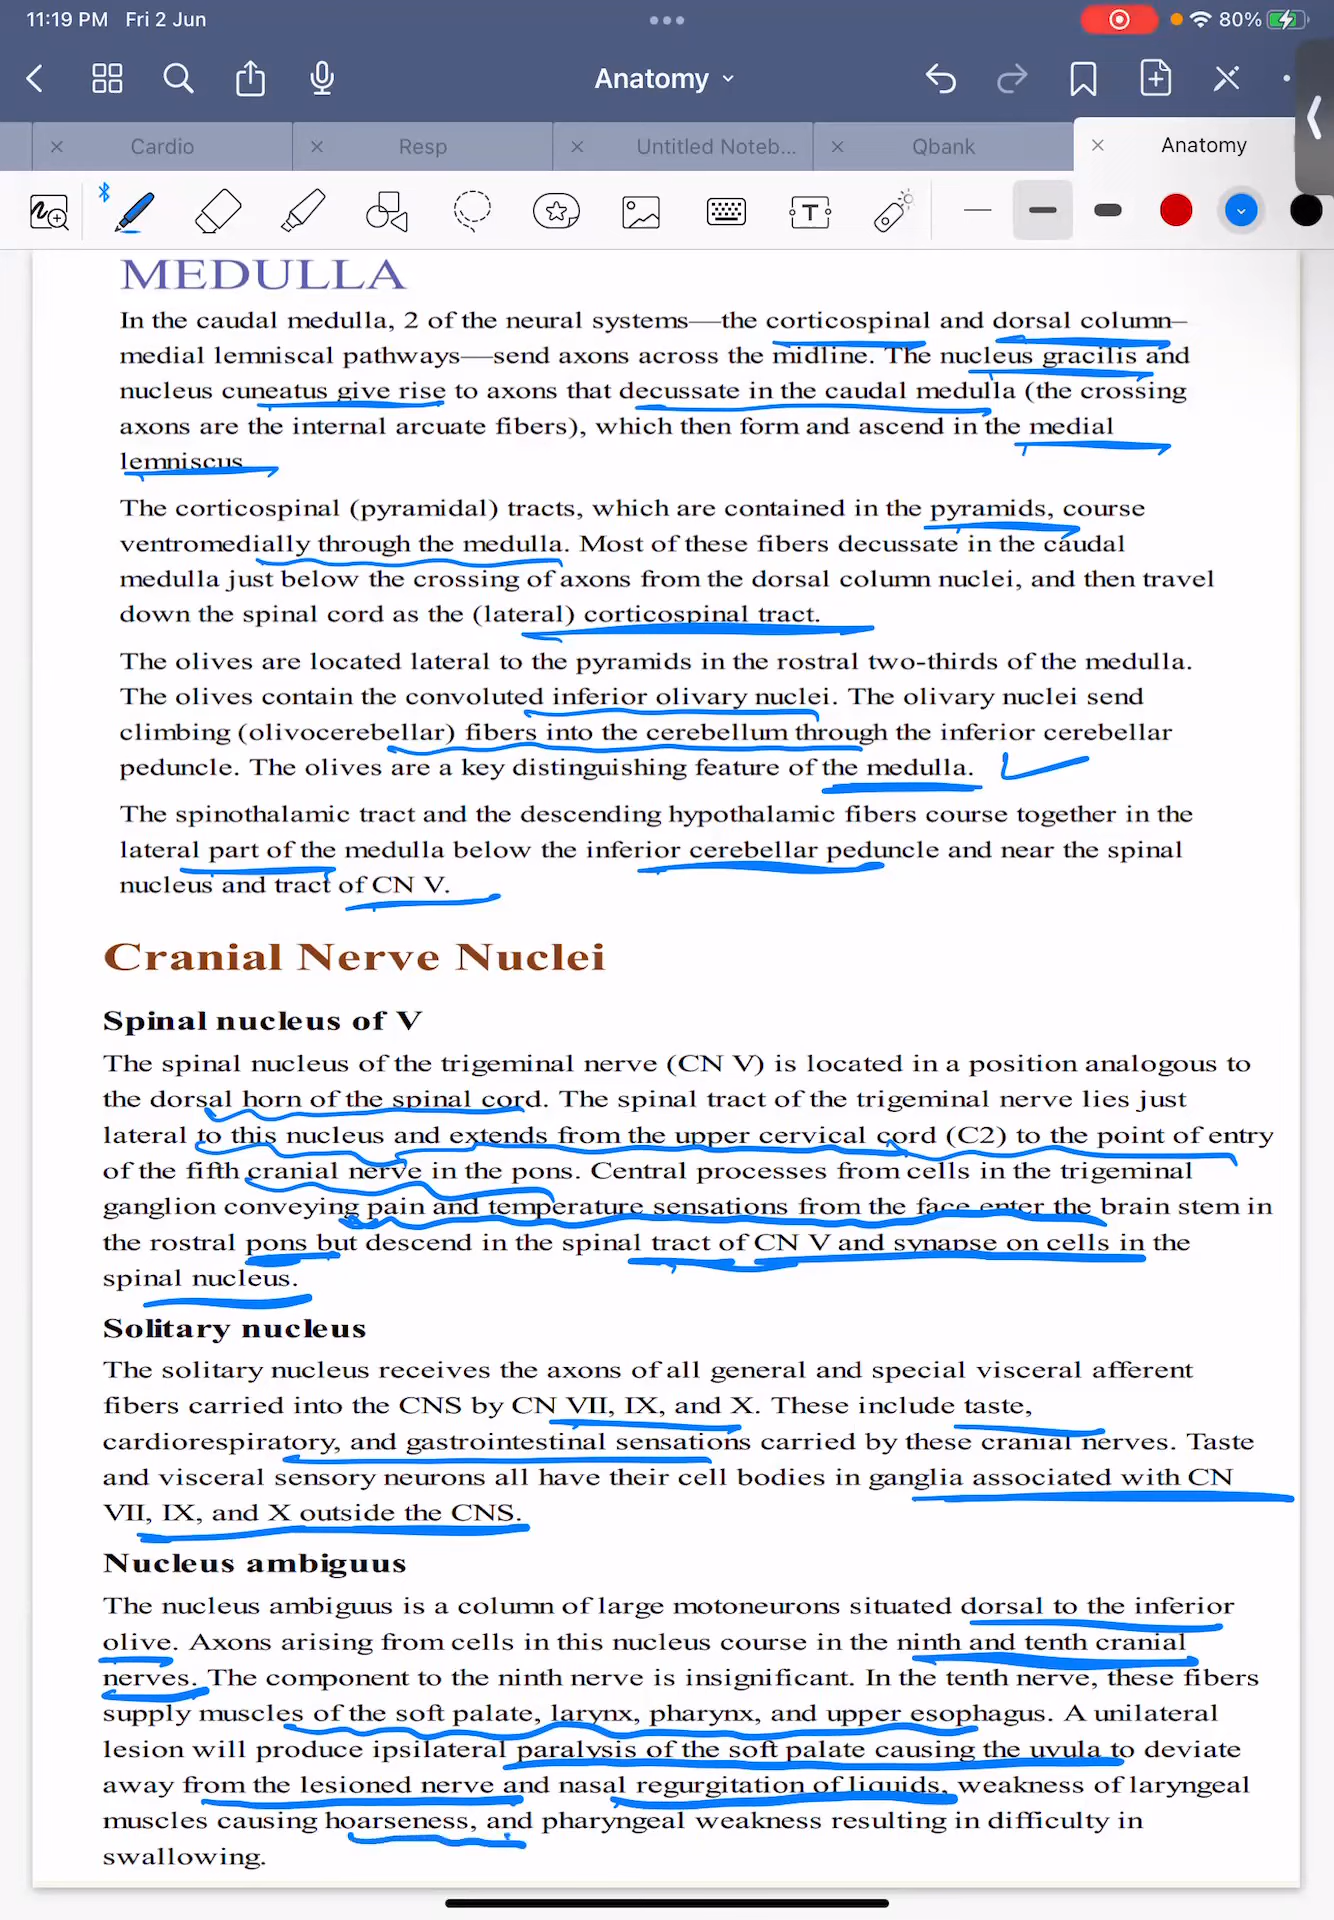 11:19 PM Fri 2 Jun
80%
Anatomy
Cardio
Resp
Untitled Noteb...
Qbank
Anatomy
T
MEDULLA
In the caudal medulla, 2 of the neural systems—the corticospinal and dorsal column–
medial lemniscal pathways—send axons across the midline. The nucleus gracilis and
nucleus cuneatus give rise to axons that decussate in the caudal medulla (the crossing
axons are the internal arcuate fibers), which then form and ascend in the medial
lemniscus
The corticospinal (pyramidal) tracts, which are contained in the pyramids, course
ventromedially through the medulla. Most of these fibers decussate in the caudal
medulla just below the crossing of axons from the dorsal column nuclei, and then travel
down the spinal cord as the (lateral) corticospinal tract.
The olives are located lateral to the pyramids in the rostral two-thirds of the medulla.
The olives contain the convoluted inferior olivary nuclei. The olivary nuclei send
climbing (olivocerebellar) fibers into the cerebellum through the inferior cerebellar
peduncle. The olives are a key distinguishing feature of the medulla.
The spinothalamic tract and the descending hypothalamic fibers course together in the
lateral part of the medulla below the inferior cerebellar peduncle and near the spinal
nucleus and tract of CN V.
Cranial Nerve Nuclei
Spinal nucleus of V
The spinal nucleus of the trigeminal nerve (CN V) is located in a position analogous to
the dorsal horn of the spinal cord. The spinal tract of the trigeminal nerve lies just
lateral to this nucleus and extends from the upper cervical cord (C2) to the point of entry
of the fifth cranial nerve in the pons. Central processes from cells in the trigeminal
ganglion conveying pain and temperature sensations from the face enter the brain stem in
the rostral pons but descend in the spinal tract of CN V and synapse on cells in the
spinal nucleus.
Solitary nucleus
The solitary nucleus receives the axons of all general and special visceral afferent
fibers carried into the CNS by CN VII, IX, and X. These include taste,
cardiorespiratory, and gastrointestinal sensations carried by these cranial nerves. Taste
and visceral sensory neurons all have their cell bodies in ganglia associated with CN
VII, IX, and X outside the CNS.
Nucleus ambiguus
The nucleus ambiguus is a column of large motoneurons situated dorsal to the inferior
olive. Axons arising from cells in this nucleus course in the ninth and tenth cranial
nerves. The component to the ninth nerve is insignificant. In the tenth nerve, these fibers
supply muscles of the soft palate, larynx, pharynx, and upper esophagus. A unilateral
lesion will produce ipsilateral paralysis of the soft palate causing the uvula to deviate
away from the lesioned nerve and nasal regurgitation of liquids, weakness of laryngeal
muscles causing hoarseness, and pharyngeal weakness resulting in difficulty in
swallowing.